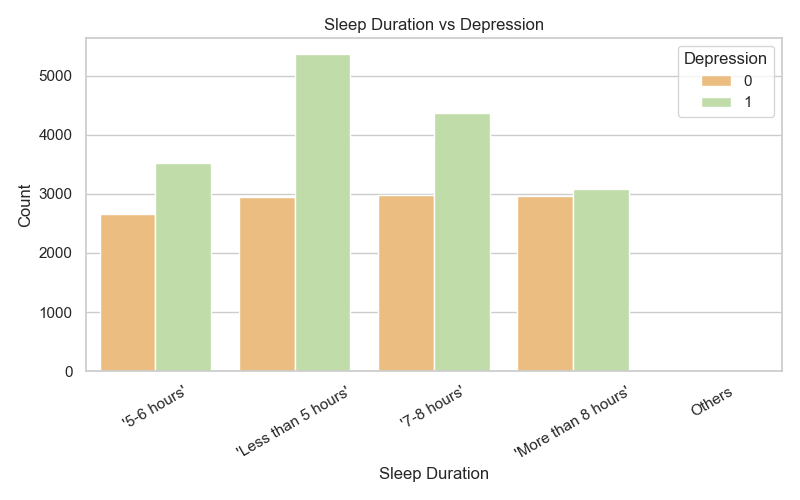 Sleep Duration vs Depression
Depression
0
1
5000
4000
3000
2000
1000
0
Count
'5-6 hours'
'Less than 5 hours'
'7-8 hours'
'More than 8 hours'
Others
Sleep Duration